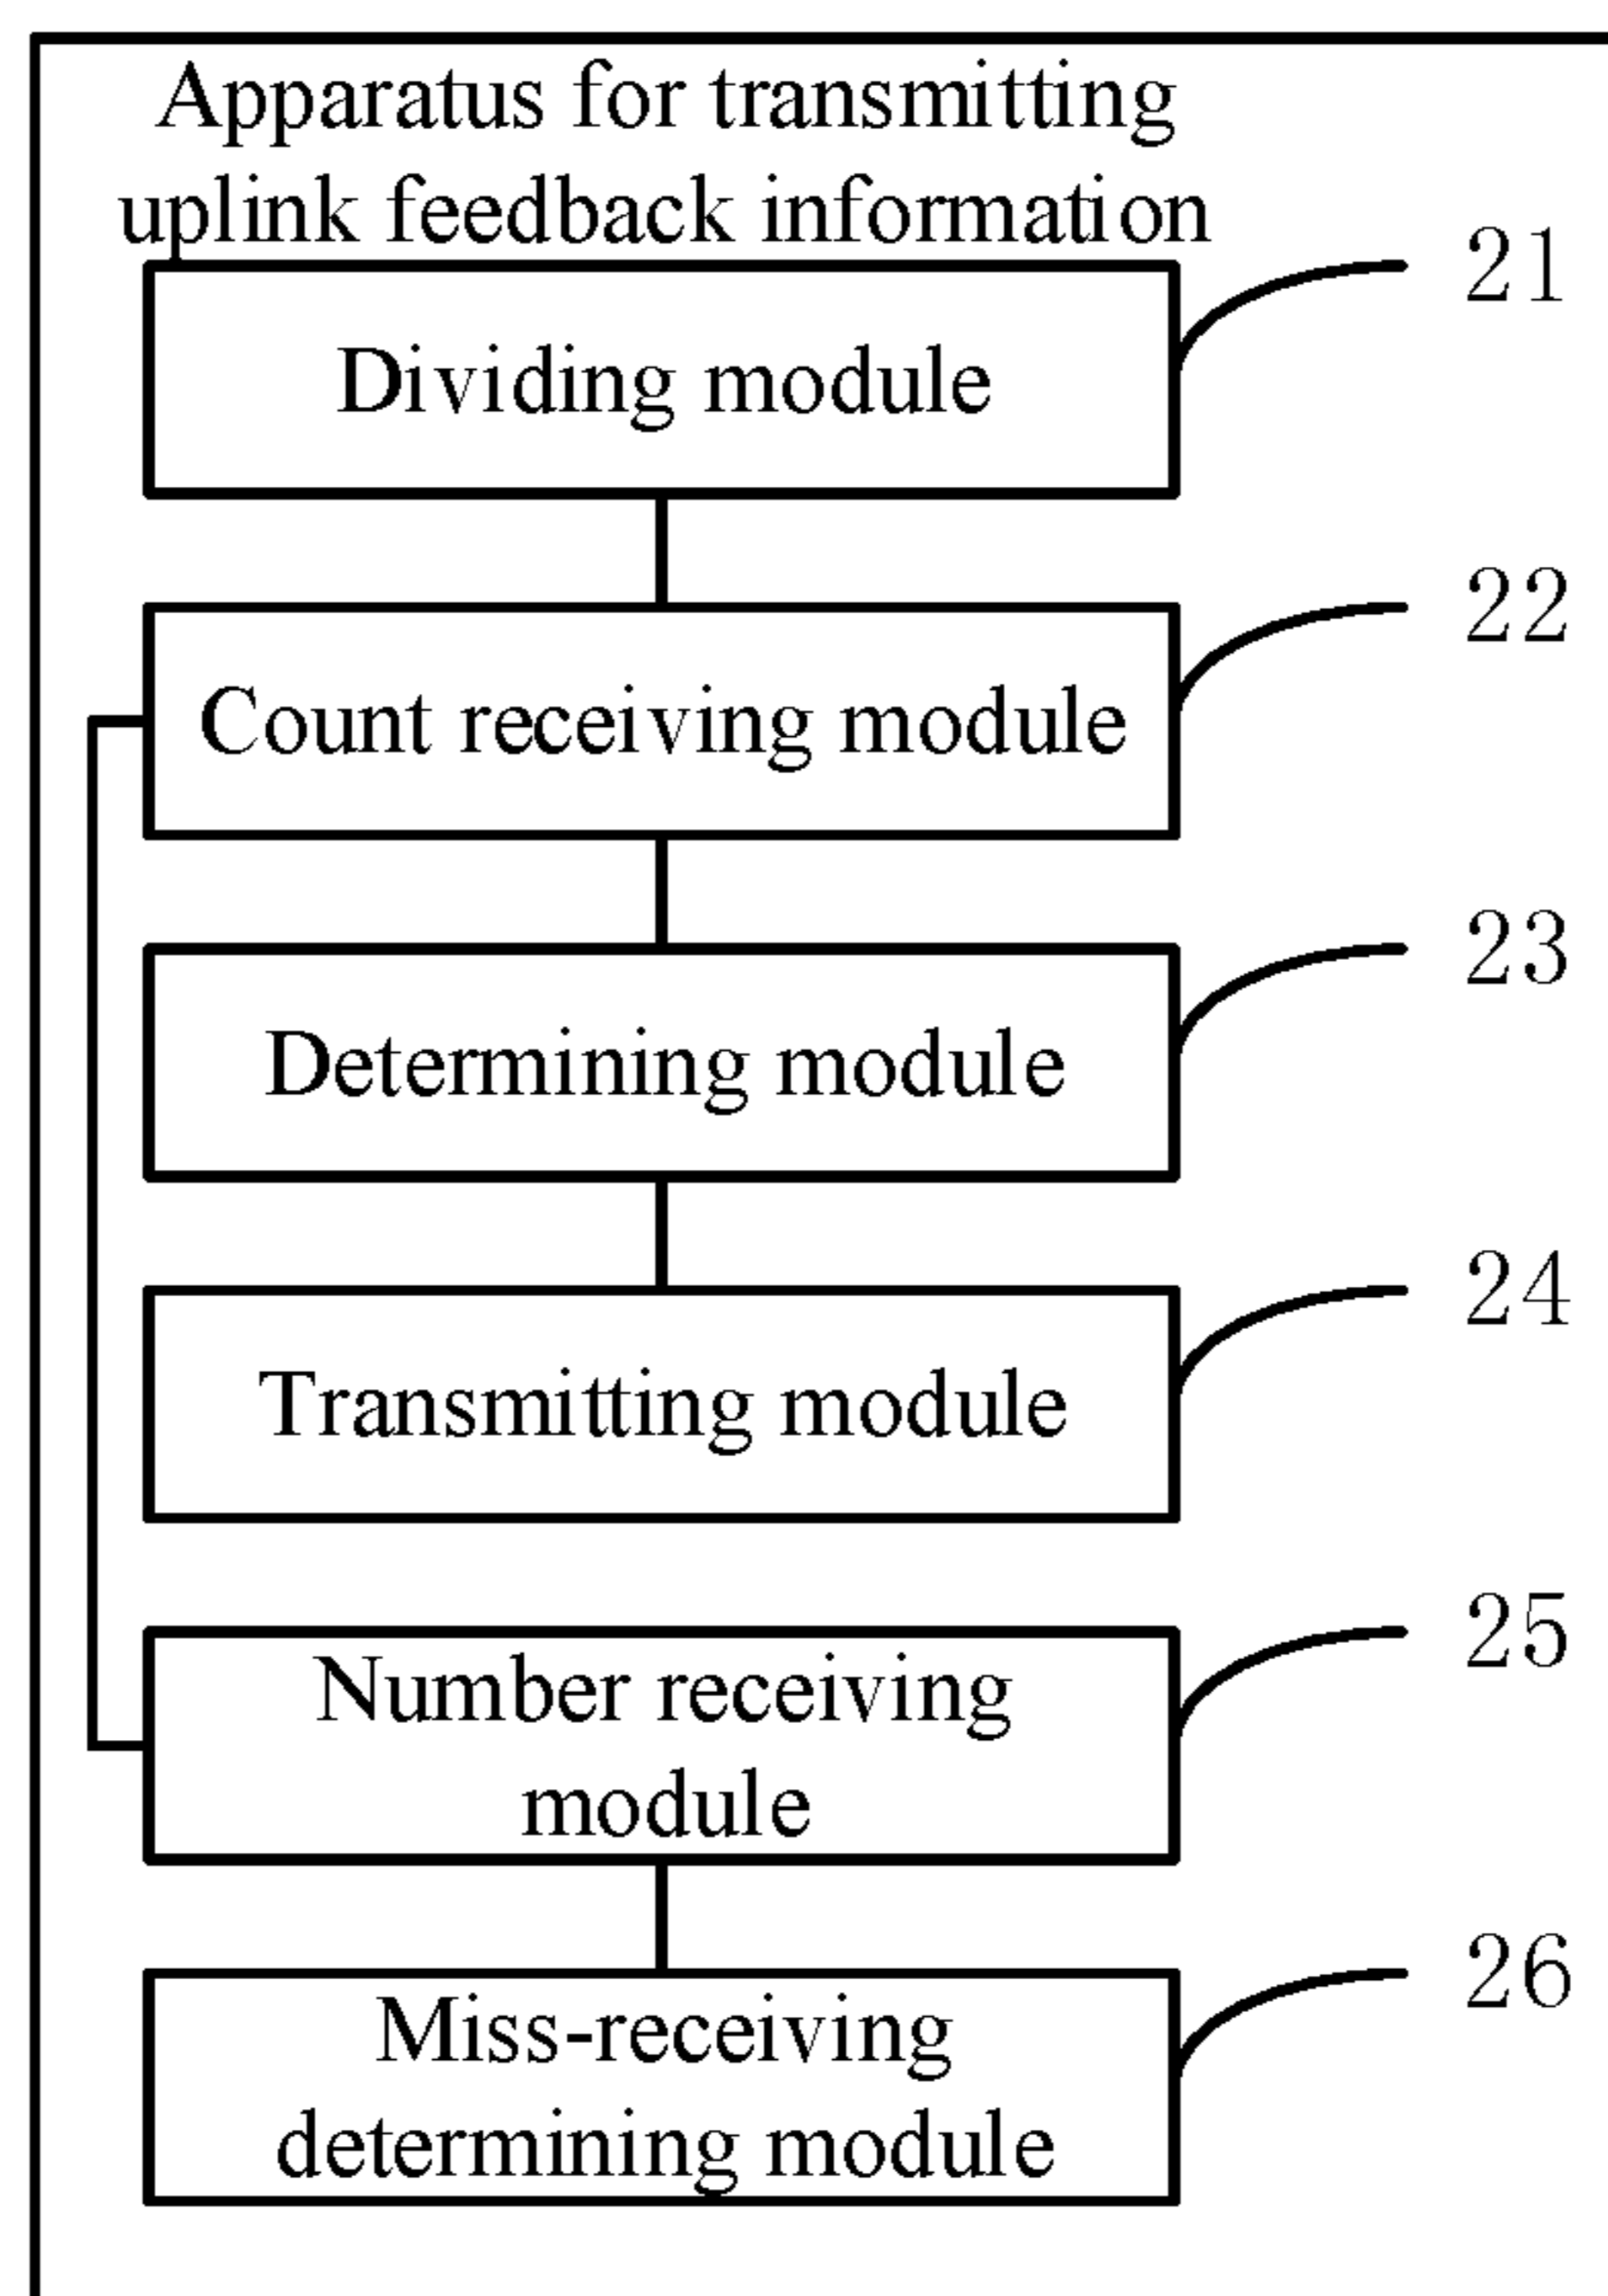 Apparatus for transmitting
uplink feedback information
21
Dividing module
22
Count receiving module
23
Determining module
24
Transmitting module
25
Number receiving
module
26
Miss-receiving
determining module